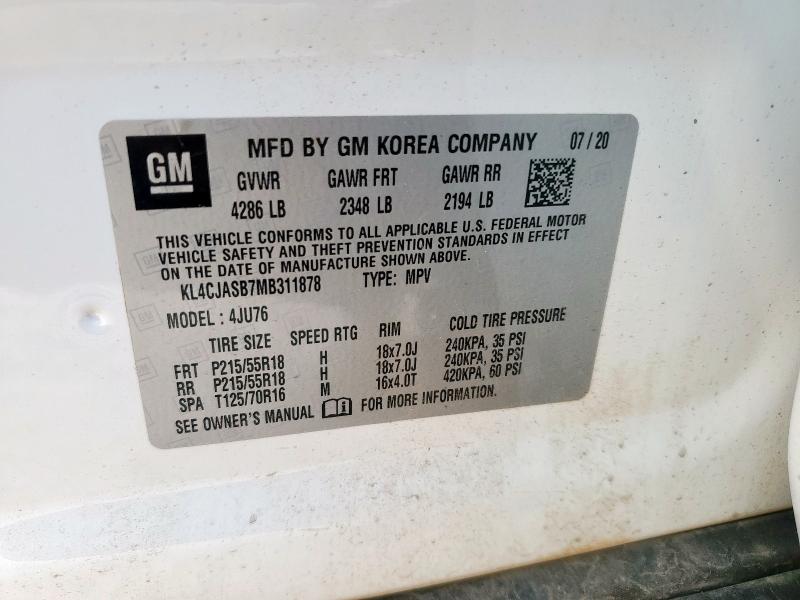 GM
MFD BY GM KOREA COMPANY 07/20
GVWR GAWR FRT GAWR RR
4286 LB 2348 LB 2194 LB
THIS VEHICLE CONFORMS TO ALL APPLICABLE U.S. FEDERAL MOTOR
VEHICLE SAFETY AND THEFT PREVENTION STANDARDS IN EFFECT
ON THE DATE OF MANUFACTURE SHOWN ABOVE.
KL4CJASB7MB311878 TYPE: MPV
MODEL: 4JU76
TIRE SIZE SPEED RTG RIM COLD TIRE PRESSURE
FRT P215/55R18 H 18x7.0J 240KPA, 35 PSI
RR P215/55R18 H 18x7.0J 240KPA, 35 PSI
SPA T125/70R16 M 16x4.0T 420KPA, 60 PSI
SEE OWNER'S MANUAL FOR MORE INFORMATION.